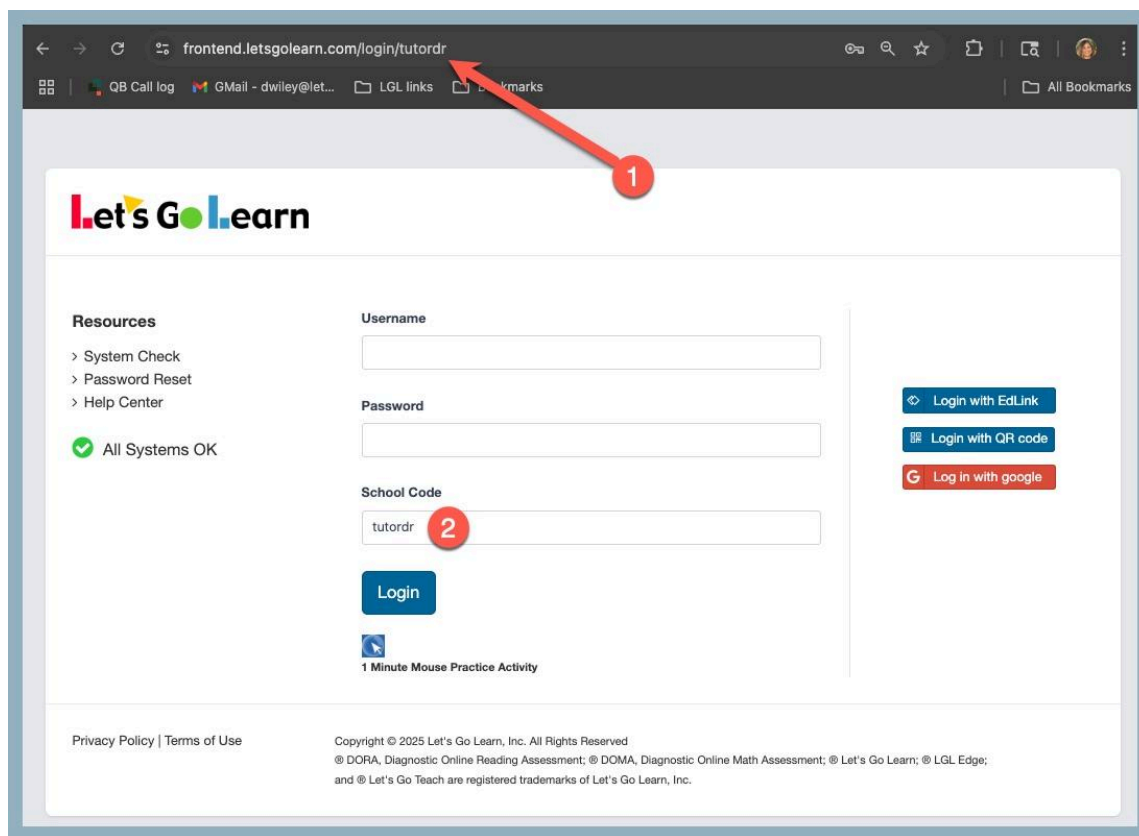 frontend.letsgolearn.com/login/tutordr
QB Call log GMail - dwiley@let... LGL links Bookmarks All Bookmarks
1
Let's Go Learn
Resources
> System Check
> Password Reset
> Help Center
All Systems OK
Username
Password
School Code
tutordr 2
Login
1 Minute Mouse Practice Activity
Login with EdLink
Login with QR code
G Log in with google
Privacy Policy | Terms of Use
Copyright © 2025 Let's Go Learn, Inc. All Rights Reserved
® DORA, Diagnostic Online Reading Assessment; ® DOMA, Diagnostic Online Math Assessment; ® Let's Go Learn; ® LGL Edge;
and ® Let's Go Teach are registered trademarks of Let's Go Learn, Inc.